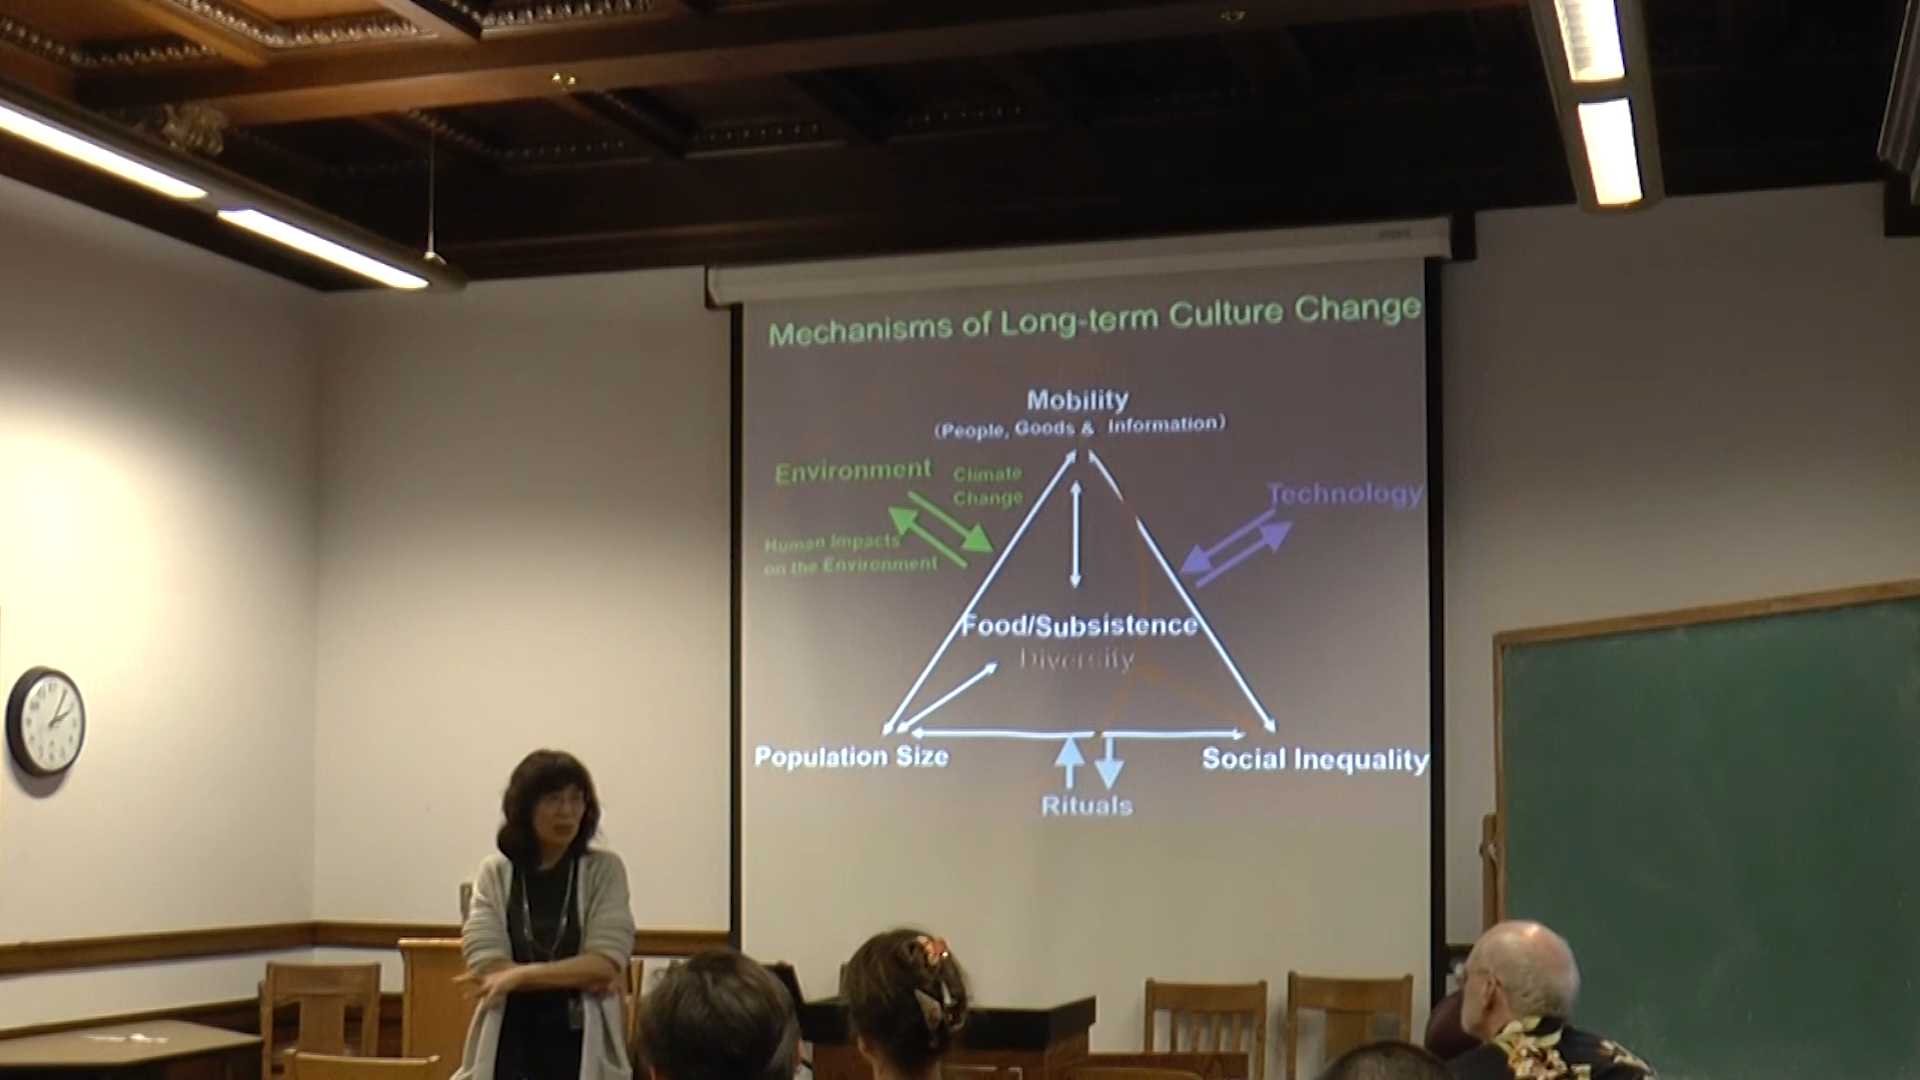 Mechanisms of Long-term Culture Change
Mobility
(People, Goods & Information)
Environment
Climate
Change
Technology
Human Impacts
on the Environment
Food/Subsistence
Diversity
Population Size
Social Inequality
Rituals